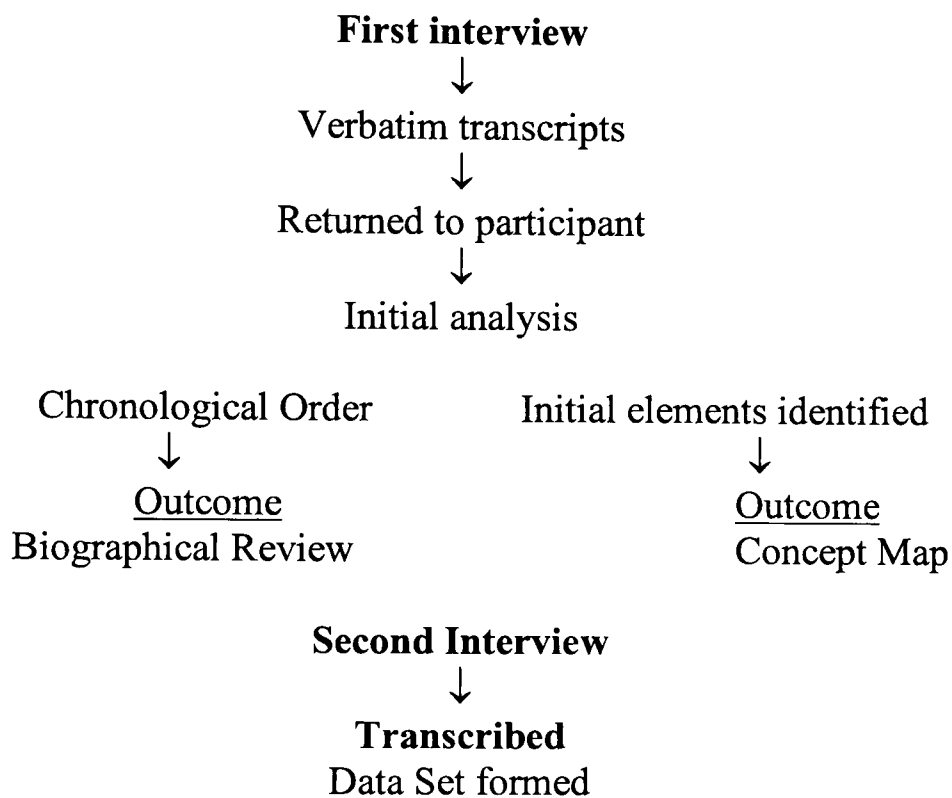 First interview
↓
Verbatim transcripts
↓
Returned to participant
↓
Initial analysis
Chronological Order
↓
Outcome
Biographical Review
Initial elements identified
↓
Outcome
Concept Map
Second Interview
↓
Transcribed
Data Set formed